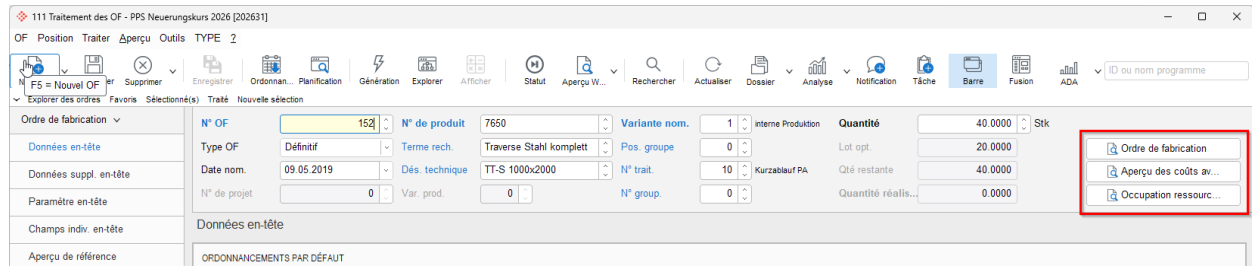 111 Traitement des OF - PPS Neuerungskurs 2026 [202631]
OF Position Traiter Aperçu Outils TYPE ?
Supprimer Enregistrer Ordonnan... Planification Génération Explorer Afficher Statut Aperçu W... Rechercher Actualiser Dossier Analyse Notification Tâche Barre Fusion ADA ID ou nom programme
F5 = Nouvel OF
Explorer des ordres Favoris Sélectionné(s) Traité Nouvelle sélection
Ordre de fabrication N° OF 152 N° de produit 7650 Variante nom. 1 interne Produktion Quantité 40.0000 Stk
Données en-tête Type OF Définitif Terme rech. Traverse Stahl komplett Pos. groupe 0 Lot opt. 20.0000 Ordre de fabrication
Données suppl. en-tête Date nom. 09.05.2019 Dés. technique TT-S 1000x2000 N° trait. 10 Kurzablauf PA Qté restante 40.0000 Aperçu des coûts av...
Paramètre en-tête N° de projet 0 Var. prod. 0 N° group. 0 Quantité réalis... 0.0000 Occupation ressourc...
Champs indiv. en-tête Données en-tête
Aperçu de référence ORDONNANCEMENTS PAR DÉFAUT